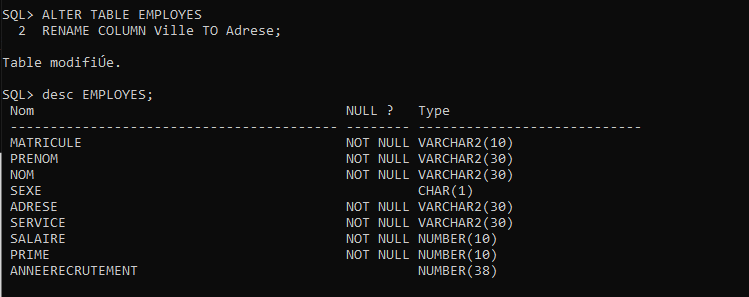 SQL> ALTER TABLE EMPLOYES
2 RENAME COLUMN Ville TO Adrese;
Table modifiÚe.
SQL> desc EMPLOYES;
Nom NULL ? Type
----------------------------------------- -------- ----------------------------
MATRICULE NOT NULL VARCHAR2(10)
PRENOM NOT NULL VARCHAR2(30)
NOM NOT NULL VARCHAR2(30)
SEXE CHAR(1)
ADRESE NOT NULL VARCHAR2(30)
SERVICE NOT NULL VARCHAR2(30)
SALAIRE NOT NULL NUMBER(10)
PRIME NOT NULL NUMBER(10)
ANNEERECRUTEMENT NUMBER(38)